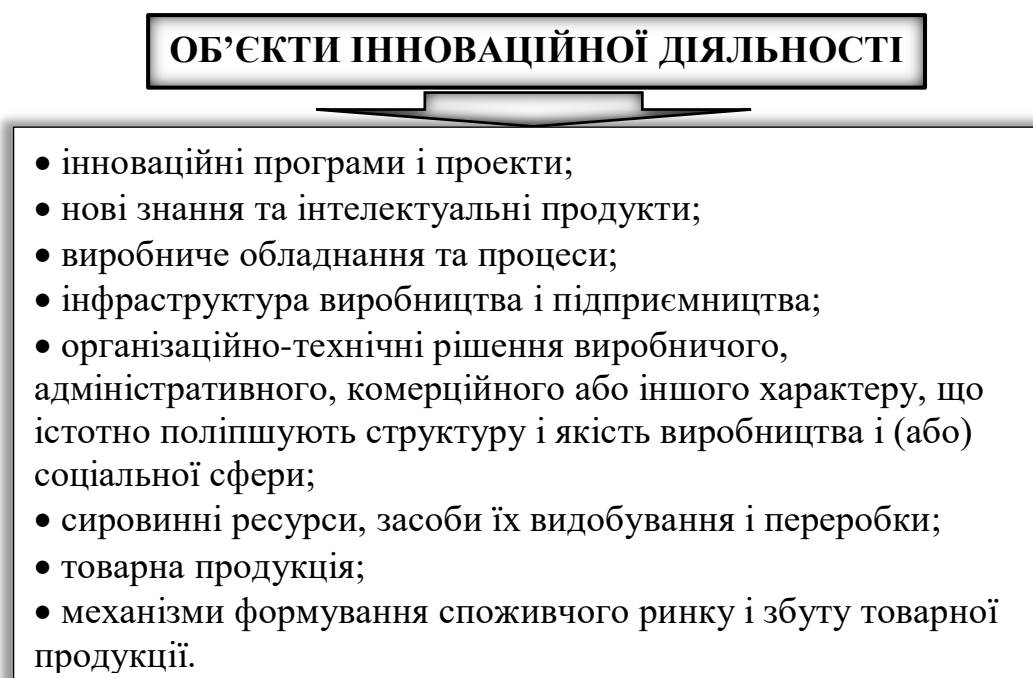 ОБ’ЄКТИ ІННОВАЦІЙНОЇ ДІЯЛЬНОСТІ
• інноваційні програми і проекти;
• нові знання та інтелектуальні продукти;
• виробниче обладнання та процеси;
• інфраструктура виробництва і підприємництва;
• організаційно-технічні рішення виробничого,
адміністративного, комерційного або іншого характеру, що
істотно поліпшують структуру і якість виробництва і (або)
соціальної сфери;
• сировинні ресурси, засоби їх видобування і переробки;
• товарна продукція;
• механізми формування споживчого ринку і збуту товарної
продукції.